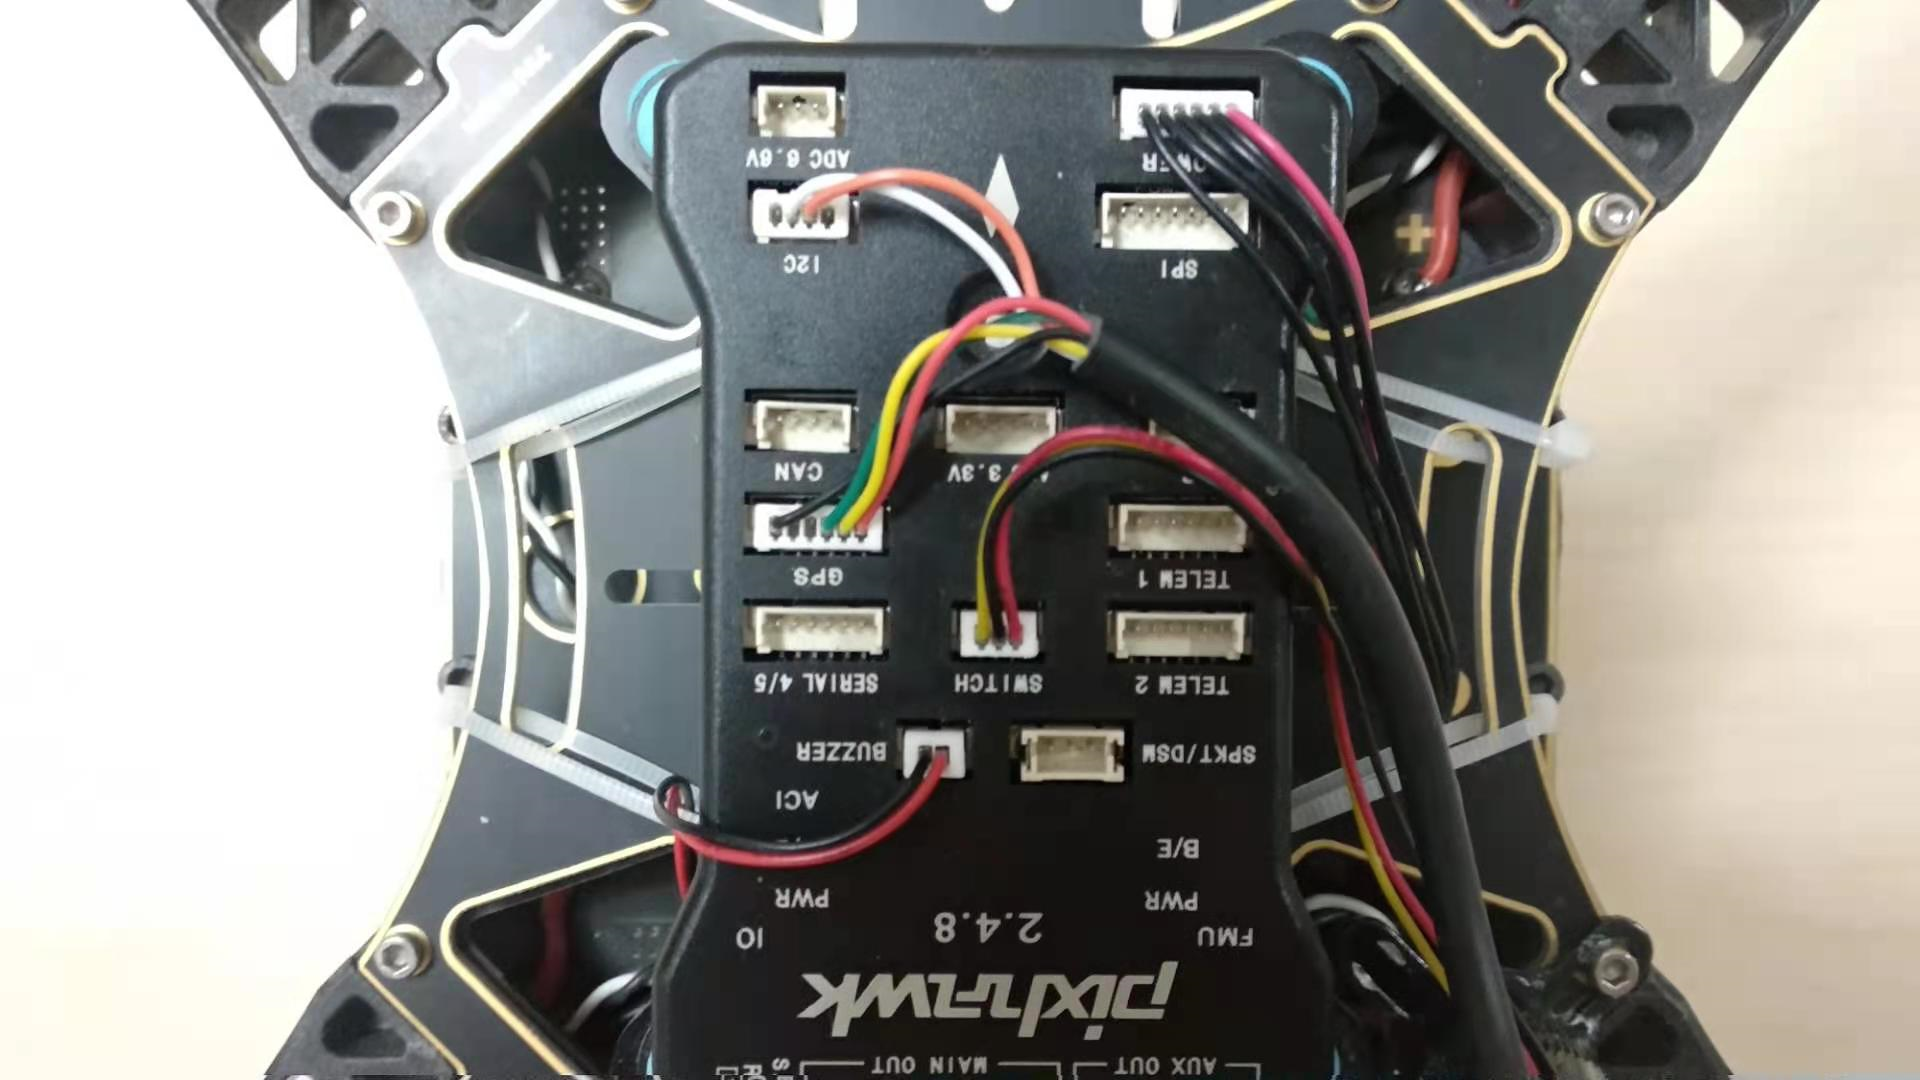 AUX OUT
MAIN OUT
pixhawk
FMU
2.4.8
IO
PWR
PWR
B/E
ACT
SPKT/DSM
BUZZER
TELEM 2
SWITCH
SERIAL 4/5
TELEM 1
GPS
3.3V
CAN
SPI
I2C
ADC 6.6V